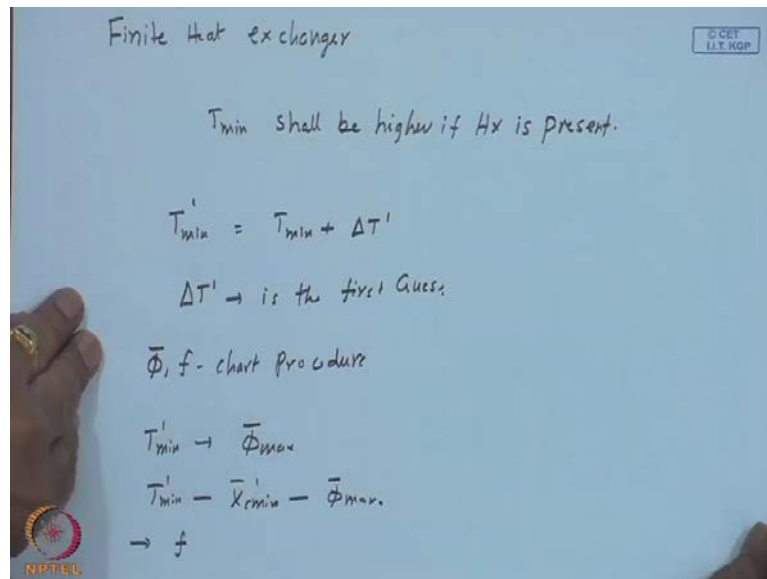 Finite Heat exchanger
© CET
I.I.T. KGP
Tmin shall be higher if Hx is present.
T'min = Tmin + ΔT'
ΔT' → is the first Guess.
Φ̄, f-chart Procedure
T'min → Φ̄max
T'min — X̄'cmin — Φ̄max.
→ f
NPTEL